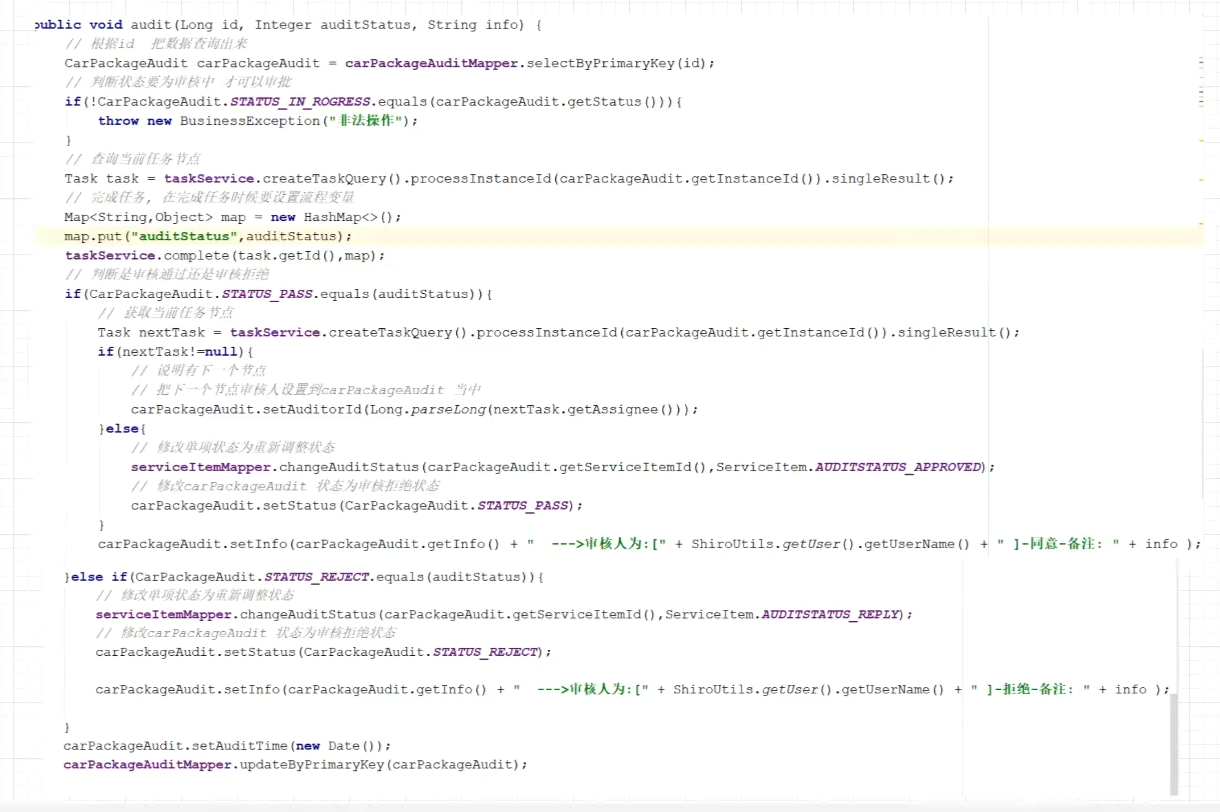 public void audit(Long id, Integer auditStatus, String info) {
// 根据id 把数据查询出来
CarPackageAudit carPackageAudit = carPackageAuditMapper.selectByPrimaryKey(id);
// 判断状态要为审核中 才可以审批
if(!CarPackageAudit.STATUS_IN_ROGRESS.equals(carPackageAudit.getStatus())){
throw new BusinessException("非法操作");
}
// 查询当前任务节点
Task task = taskService.createTaskQuery().processInstanceId(carPackageAudit.getInstanceId()).singleResult();
// 完成任务, 在完成任务时候要设置流程变量
Map<String,Object> map = new HashMap<>();
map.put("auditStatus",auditStatus);
taskService.complete(task.getId(),map);
// 判断是审核通过还是审核拒绝
if(CarPackageAudit.STATUS_PASS.equals(auditStatus)){
// 获取当前任务节点
Task nextTask = taskService.createTaskQuery().processInstanceId(carPackageAudit.getInstanceId()).singleResult();
if(nextTask!=null){
// 说明有下一个节点
// 把下一个节点审核人设置到carPackageAudit 当中
carPackageAudit.setAuditorId(Long.parseLong(nextTask.getAssignee()));
}else{
// 修改单项状态为重新调整状态
serviceItemMapper.changeAuditStatus(carPackageAudit.getServiceItemId(),ServiceItem.AUDITSTATUS_APPROVED);
// 修改carPackageAudit 状态为审核拒绝状态
carPackageAudit.setStatus(CarPackageAudit.STATUS_PASS);
}
carPackageAudit.setInfo(carPackageAudit.getInfo() + "  --->审核人为:[" + ShiroUtils.getUser().getUserName() + " ]-同意-备注: " + info );
}else if(CarPackageAudit.STATUS_REJECT.equals(auditStatus)){
// 修改单项状态为重新调整状态
serviceItemMapper.changeAuditStatus(carPackageAudit.getServiceItemId(),ServiceItem.AUDITSTATUS_REPLY);
// 修改carPackageAudit 状态为审核拒绝状态
carPackageAudit.setStatus(CarPackageAudit.STATUS_REJECT);
carPackageAudit.setInfo(carPackageAudit.getInfo() + "  --->审核人为:[" + ShiroUtils.getUser().getUserName() + " ]-拒绝-备注: " + info );
}
carPackageAudit.setAuditTime(new Date());
carPackageAuditMapper.updateByPrimaryKey(carPackageAudit);